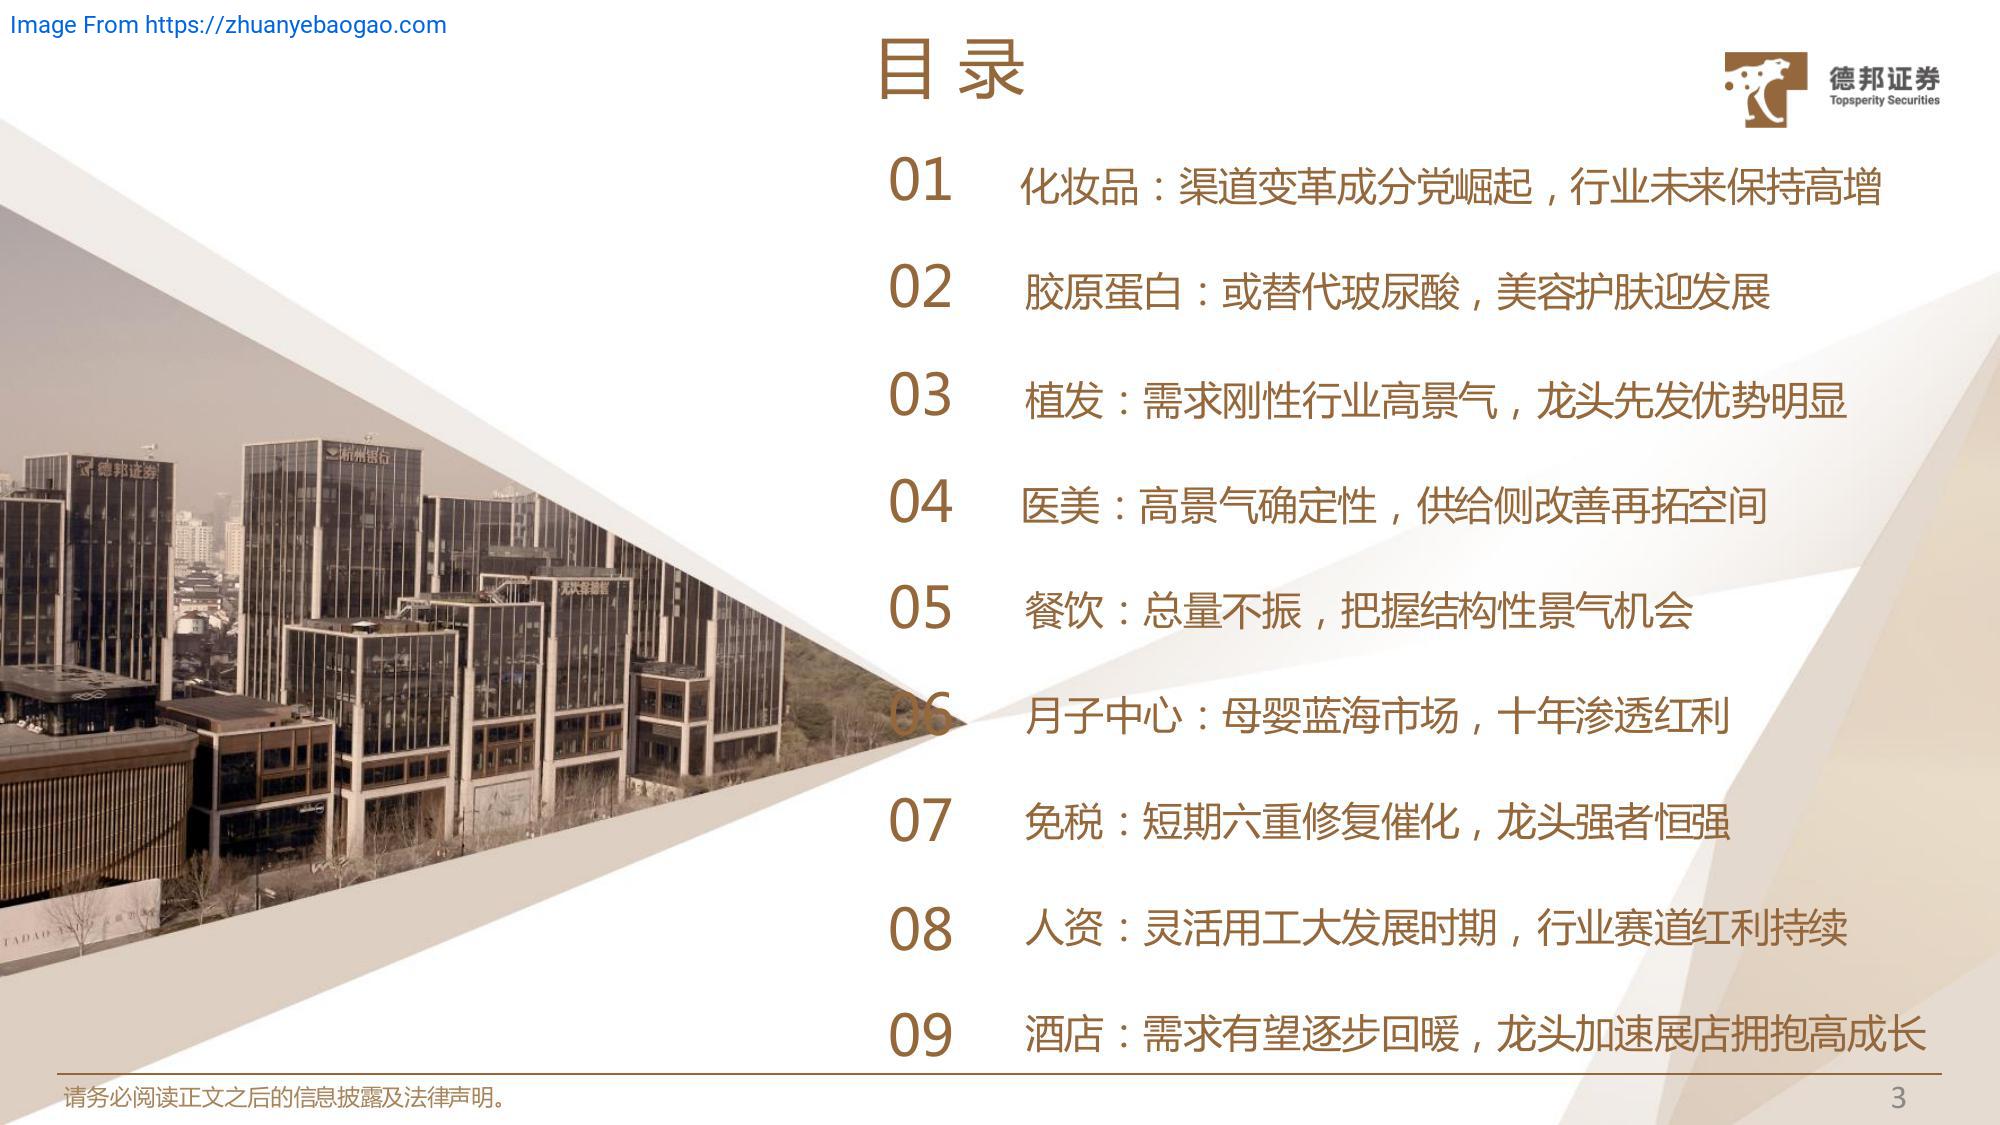 Image From https://zhuanyebaogao.com
目录
德邦证券
Topsperity Securities
01 化妆品：渠道变革成分党崛起，行业未来保持高增
02 胶原蛋白：或替代玻尿酸，美容护肤迎发展
03 植发：需求刚性行业高景气，龙头先发优势明显
04 医美：高景气确定性，供给侧改善再拓空间
05 餐饮：总量不振，把握结构性景气机会
06 月子中心：母婴蓝海市场，十年渗透红利
07 免税：短期六重修复催化，龙头强者恒强
08 人资：灵活用工大发展时期，行业赛道红利持续
09 酒店：需求有望逐步回暖，龙头加速展店拥抱高成长
德邦证券
杭州银行
请务必阅读正文之后的信息披露及法律声明。
3